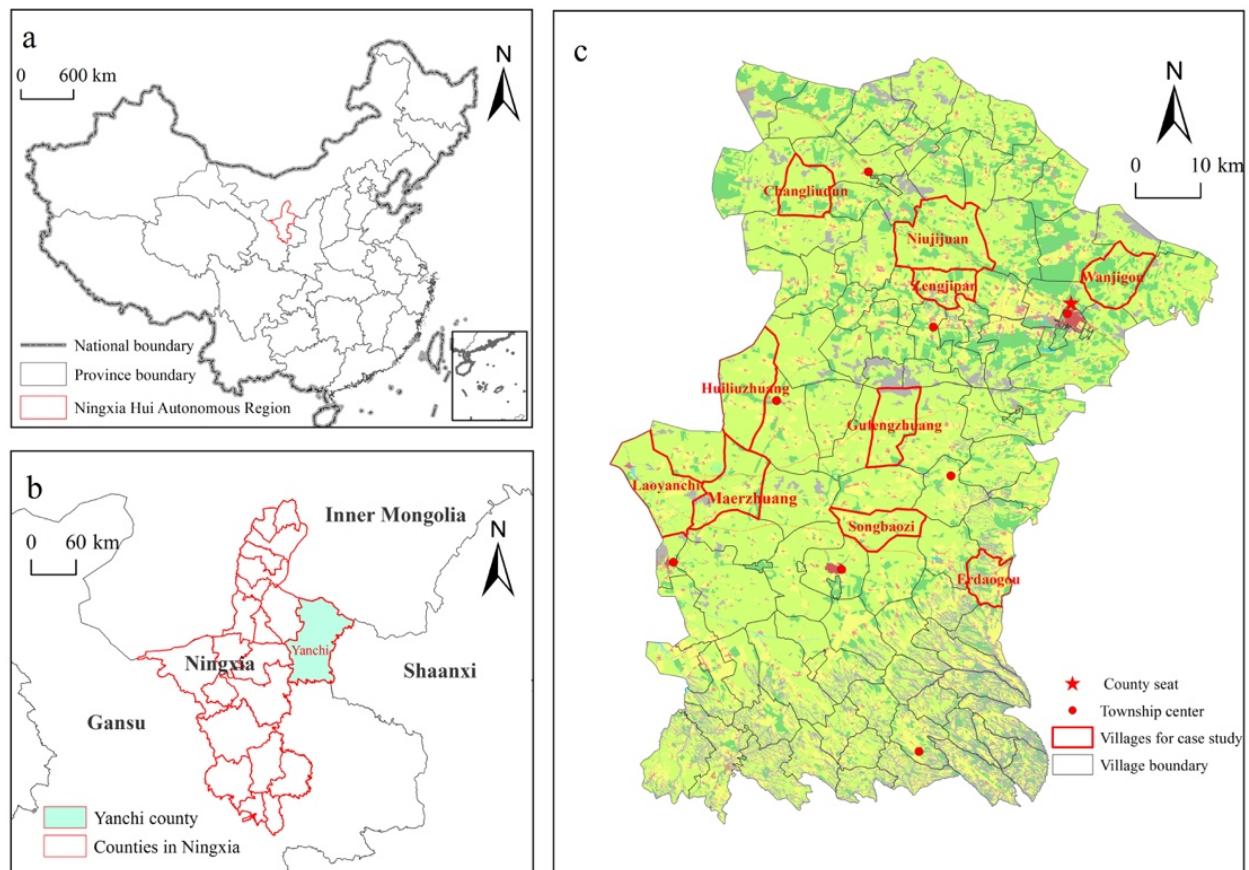 a
0 600 km
N
National boundary
Province boundary
Ningxia Hui Autonomous Region
b
Inner Mongolia
0 60 km
N
Yanchi
Ningxia
Shaanxi
Gansu
Yanchi county
Counties in Ningxia
c
N
0 10 km
Changliudun
Niujijuan
Wanjigou
Zengjipan
Huiliuzhuang
Gufengzhuang
Laoyanchi
Maerzhuang
Songbaozi
Erdaogou
County seat
Township center
Villages for case study
Village boundary